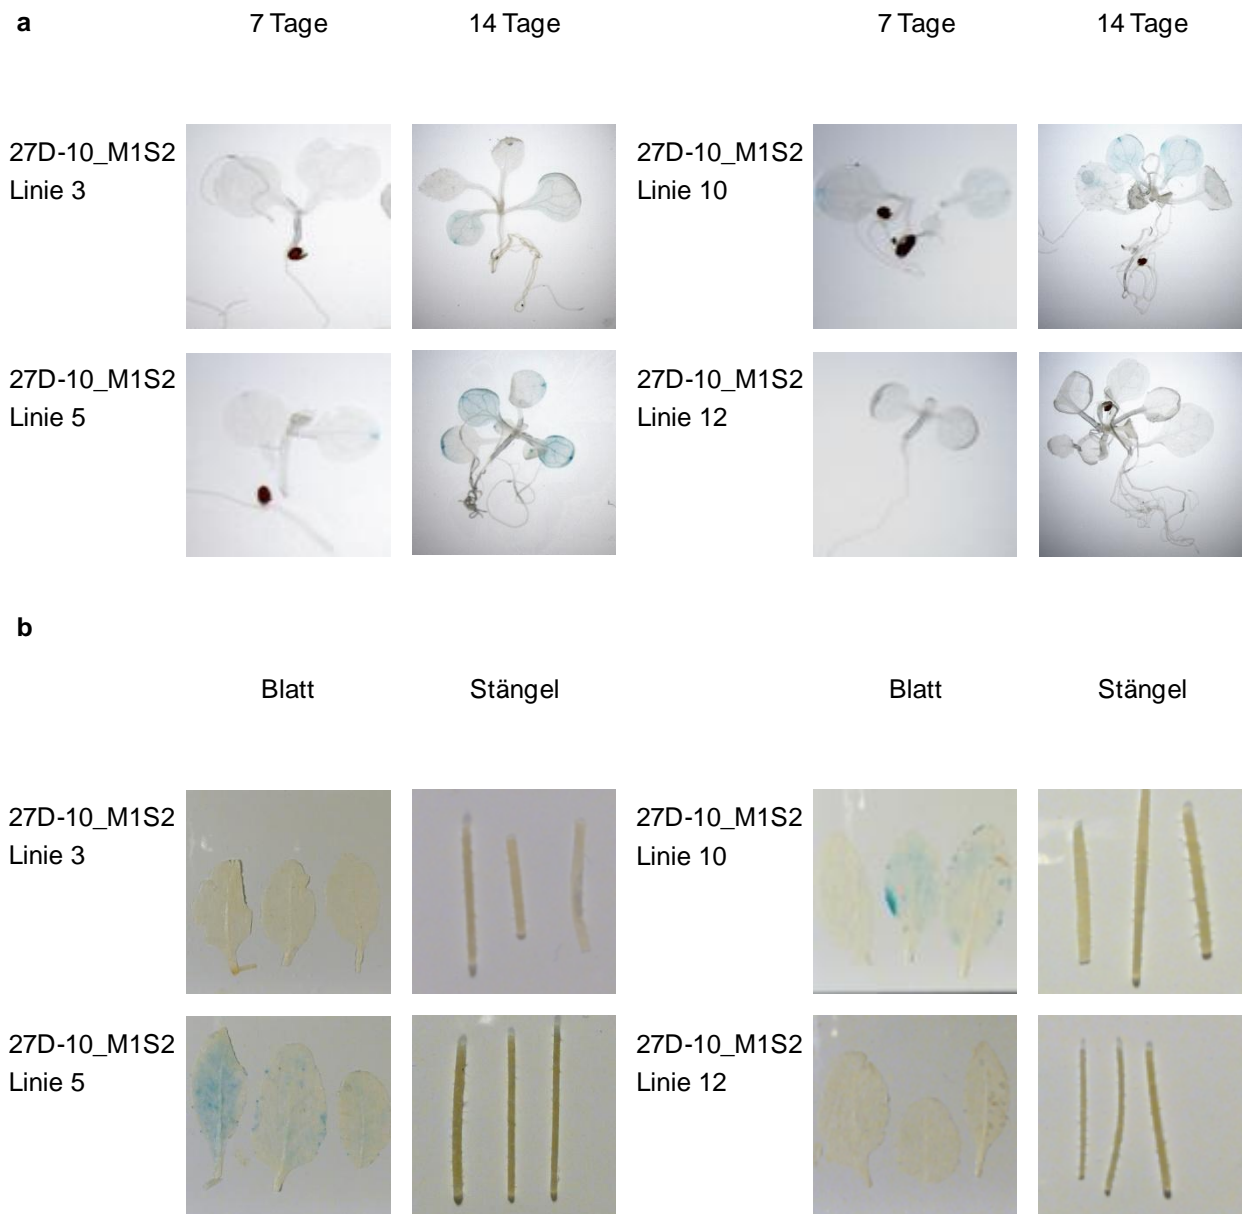 a
7 Tage 14 Tage 7 Tage 14 Tage
27D-10_M1S2
Linie 3
27D-10_M1S2
Linie 10
27D-10_M1S2
Linie 5
27D-10_M1S2
Linie 12
b
Blatt Stängel Blatt Stängel
27D-10_M1S2
Linie 3
27D-10_M1S2
Linie 10
27D-10_M1S2
Linie 5
27D-10_M1S2
Linie 12